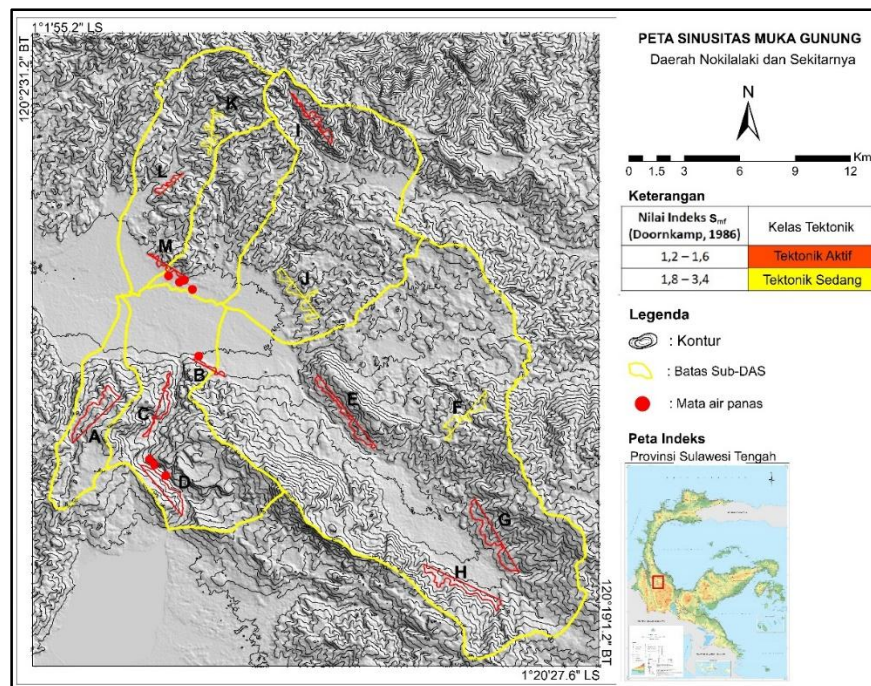 1°1'55.2" LS
120°2'31.2" BT
K
I
L
M
J
B
A
C
E
F
D
G
H
120°19'1.2" BT
1°20'27.6" LS
PETA SINUSITAS MUKA GUNUNG
Daerah Nokilalaki dan Sekitarnya
N
Km
0 1.5 3 6 9 12
Keterangan
Nilai Indeks Smf (Doornkamp, 1986) Kelas Tektonik
1,2 – 1,6 Tektonik Aktif
1,8 – 3,4 Tektonik Sedang
Legenda
: Kontur
: Batas Sub-DAS
: Mata air panas
Peta Indeks
Provinsi Sulawesi Tengah